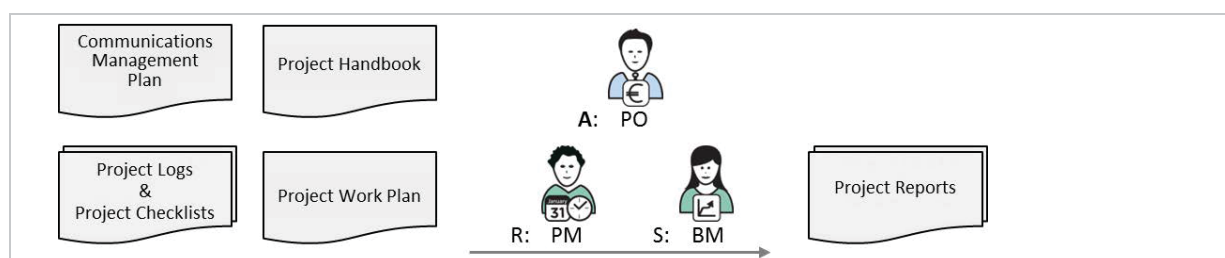 Communications
Management
Plan
Project Handbook
€
A: PO
Project Logs
&
Project Checklists
Project Work Plan
January
31
R: PM
S: BM
Project Reports